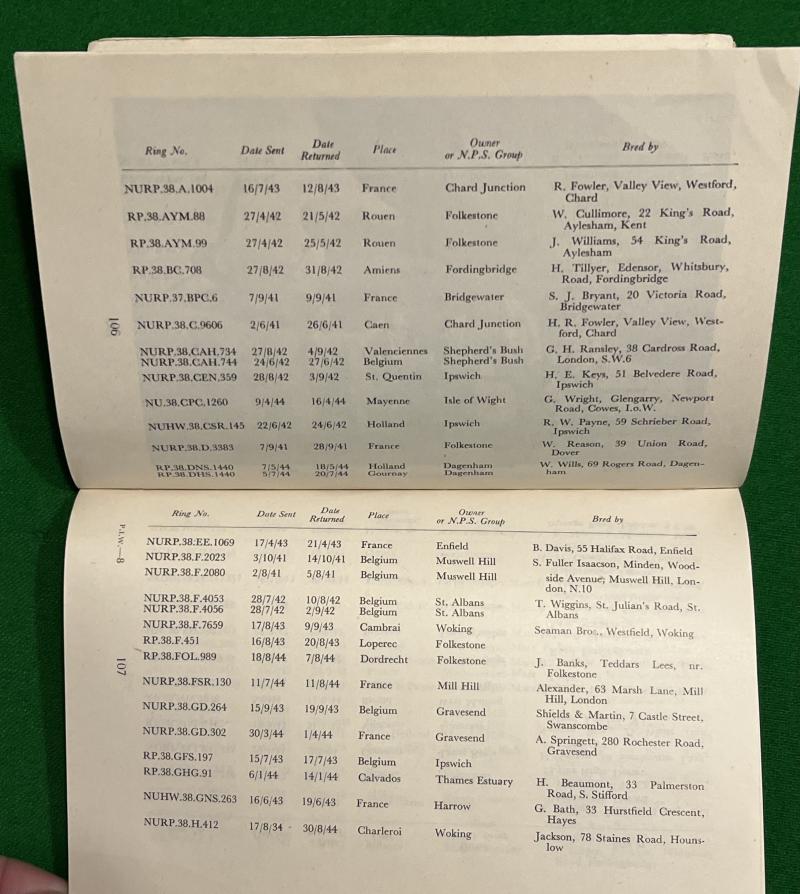 Ring No. Date Sent Date Returned Place Owner or N.P.S. Group Bred by
NURP.38.A.1004 16/7/43 12/8/43 France Chard Junction R. Fowler, Valley View, Westford,
Chard
RP.38.AYM.88 27/4/42 21/5/42 Rouen Folkestone W. Cullimore, 22 King's Road,
Aylesham, Kent
RP.38.AYM.99 27/4/42 25/5/42 Rouen Folkestone J. Williams, 54 King's Road,
Aylesham
RP.38.BC.708 27/8/42 31/8/42 Amiens Fordingbridge H. Tillyer, Edensor, Whitsbury,
Road, Fordingbridge
NURP.37.BPC.6 7/9/41 9/9/41 France Bridgewater S. J. Bryant, 20 Victoria Road,
Bridgewater
NURP.38.C.9606 2/6/41 26/6/41 Caen Chard Junction H. R. Fowler, Valley View, West-
ford, Chard
NURP.38.CAH.734 27/8/42 4/9/42 Valenciennes Shepherd's Bush G. H. Ransley, 38 Cardross Road,
NURP.38.CAH.744 24/6/42 27/6/42 Belgium Shepherd's Bush London, S.W.6
NURP.38.CEN.359 28/8/42 3/9/42 St. Quentin Ipswich H. E. Keys, 51 Belvedere Road,
Ipswich
NU.38.CPC.1260 9/4/44 16/4/44 Mayenne Isle of Wight G. Wright, Glengarry, Newport
Road, Cowes, I.o.W.
NUHW.38.CSR.145 22/6/42 24/6/42 Holland Ipswich R. W. Payne, 59 Schrieber Road,
Ipswich
NURP.38.D.3383 7/9/41 28/9/41 France Folkestone W. Reason, 39 Union Road,
Dover
RP.38.DNS.1440 7/5/44 18/5/44 Holland Dagenham W. Wills, 69 Rogers Road, Dagen-
RP.38.DHS.1440 5/7/44 20/7/44 Gournay Dagenham ham
106
Ring No. Date Sent Date Returned Place Owner or N.P.S. Group Bred by
NURP.38:EE.1069 17/4/43 21/4/43 France Enfield B. Davis, 55 Halifax Road, Enfield
NURP.38.F.2023 3/10/41 14/10/41 Belgium Muswell Hill S. Fuller Isaacson, Minden, Wood-
NURP.38.F.2080 2/8/41 5/8/41 Belgium Muswell Hill side Avenue, Muswell Hill, Lon-
don, N.10
NURP.38.F.4053 28/7/42 10/8/42 Belgium St. Albans T. Wiggins, St. Julian's Road, St.
NURP.38.F.4056 28/7/42 2/9/42 Belgium St. Albans Albans
NURP.38.F.7659 17/8/43 9/9/43 Cambrai Woking Seaman Bros., Westfield, Woking
RP.38.F.451 16/8/43 20/8/43 Loperec Folkestone
RP.38.FOL.989 18/8/44 7/8/44 Dordrecht Folkestone J. Banks, Teddars Lees, nr.
Folkestone
NURP.38.FSR.130 11/7/44 11/8/44 France Mill Hill Alexander, 63 Marsh Lane, Mill
Hill, London
NURP.38.GD.264 15/9/43 19/9/43 Belgium Gravesend Shields & Martin, 7 Castle Street,
Swanscombe
NURP.38.GD.302 30/3/44 1/4/44 France Gravesend A. Springett, 280 Rochester Road,
Gravesend
RP.38.GFS.197 15/7/43 17/7/43 Belgium Ipswich
RP.38.GHG.91 6/1/44 14/1/44 Calvados Thames Estuary H. Beaumont, 33 Palmerston
Road, S. Stifford
NUHW.38.GNS.263 16/6/43 19/6/43 France Harrow G. Bath, 33 Hurstfield Crescent,
Hayes
NURP.38.H.412 17/8/34 30/8/44 Charleroi Woking Jackson, 78 Staines Road, Houns-
low
P.I.W.—8
107